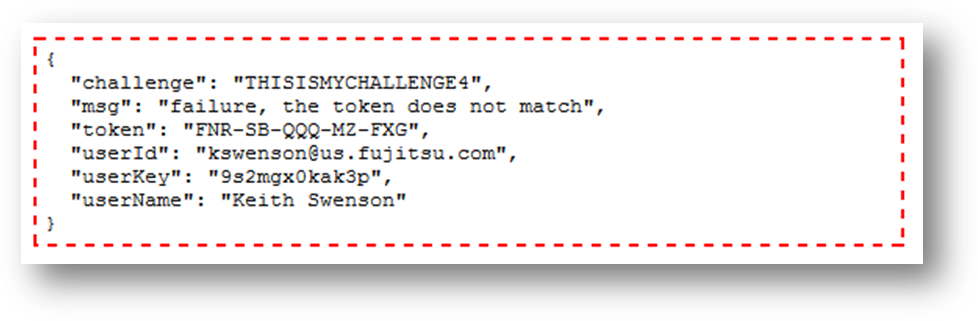 {
"challenge": "THISISMYCHALLENGE4",
"msg": "failure, the token does not match",
"token": "FNR-SB-QQQ-MZ-FXG",
"userId": "kswenson@us.fujitsu.com",
"userKey": "9s2mgx0kak3p",
"userName": "Keith Swenson"
}